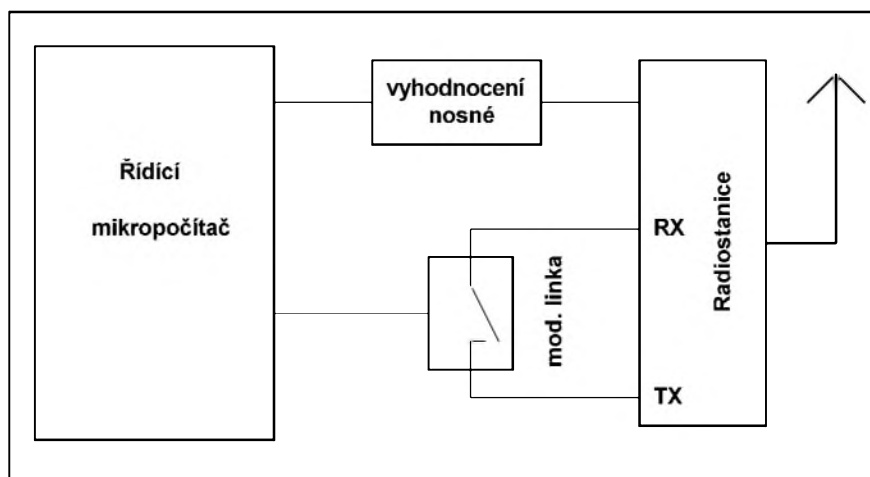 vyhodnocení
nosné
Řídící
mikropočítač
RX
mod. linka
Radiostanice
TX